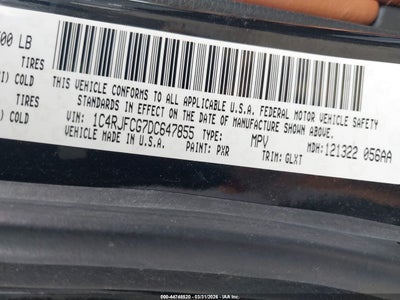 500 LB
TIRES
COLD
TIRES
COLD
THIS VEHICLE CONFORMS TO ALL APPLICABLE U.S.A. FEDERAL MOTOR VEHICLE SAFETY
STANDARDS IN EFFECT ON THE DATE OF MANUFACTURE SHOWN ABOVE.
VIN: 1C4RJFCG7DC647855 TYPE: MPV MDH: 121322 056AA
VEHICLE MADE IN U.S.A. PAINT: PXR TRIM: GLXT
000-44748520 - 03/31/2026 - IAA Inc.